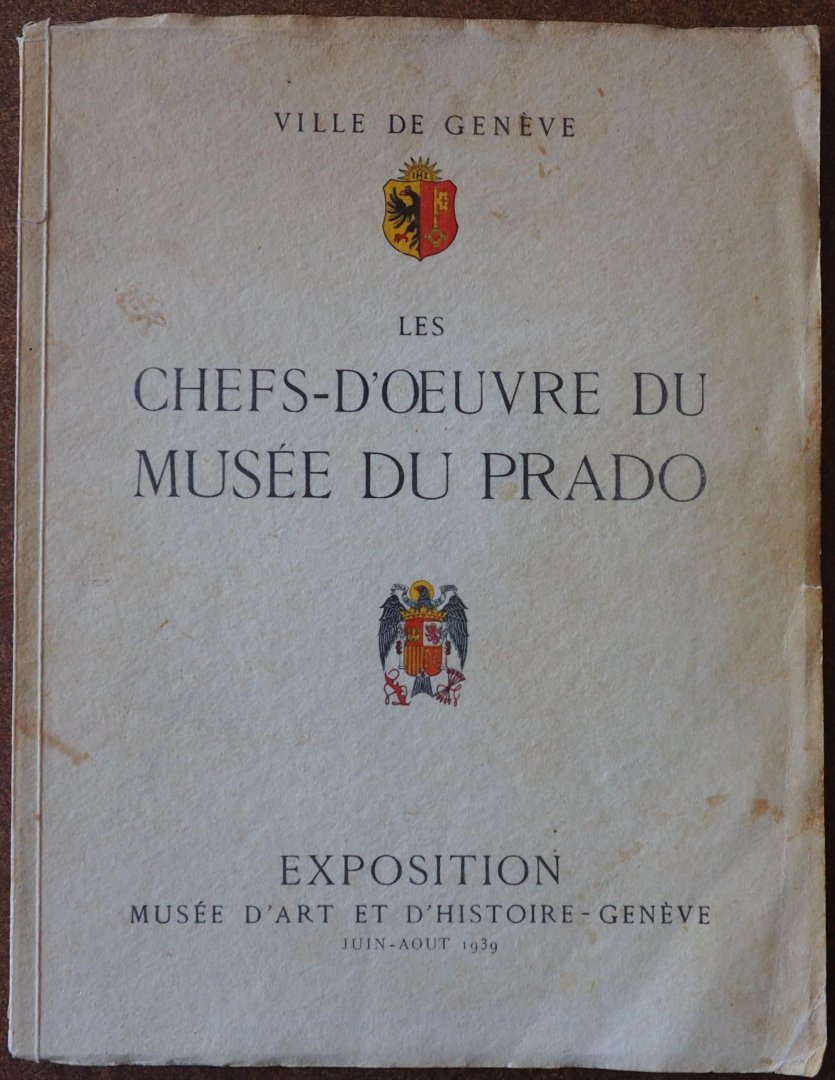 VILLE DE GENÈVE
IHS
LES
CHEFS-D'ŒUVRE DU
MUSÉE DU PRADO
EXPOSITION
MUSÉE D'ART ET D'HISTOIRE - GENÈVE
JUIN-AOUT 1939